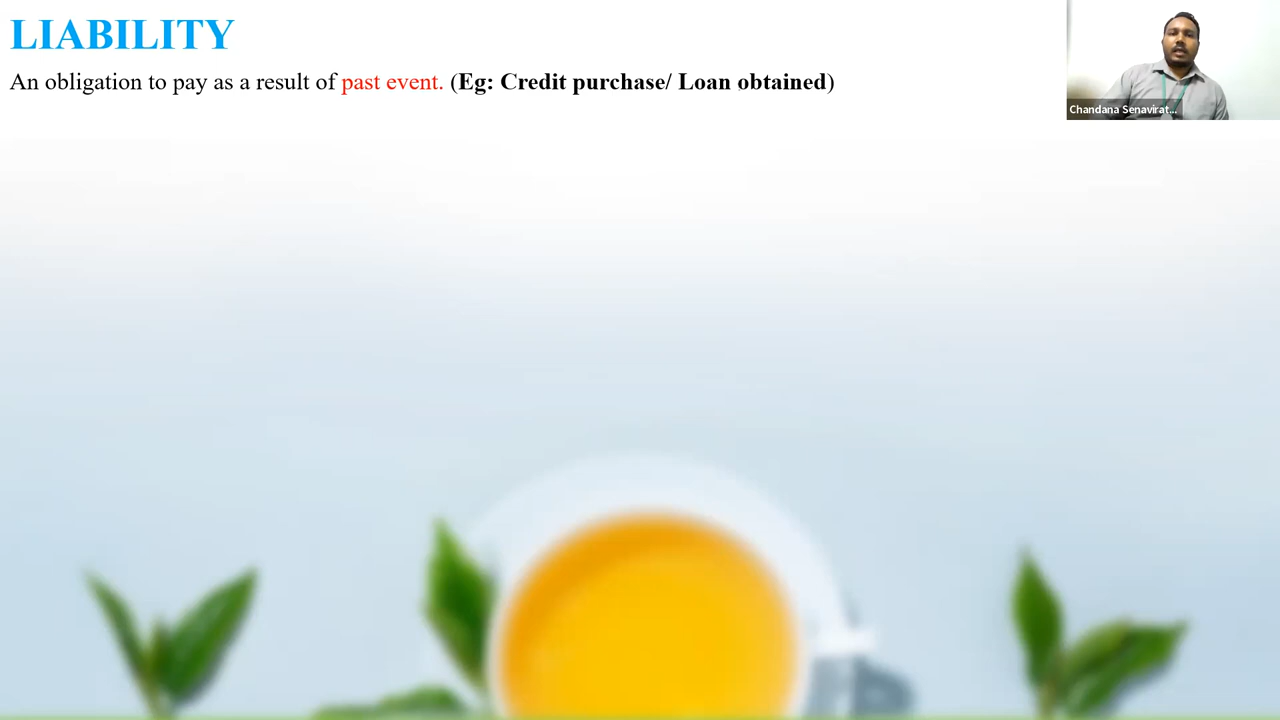 LIABILITY
An obligation to pay as a result of past event. (Eg: Credit purchase/ Loan obtained)
Chandana Senavirat...